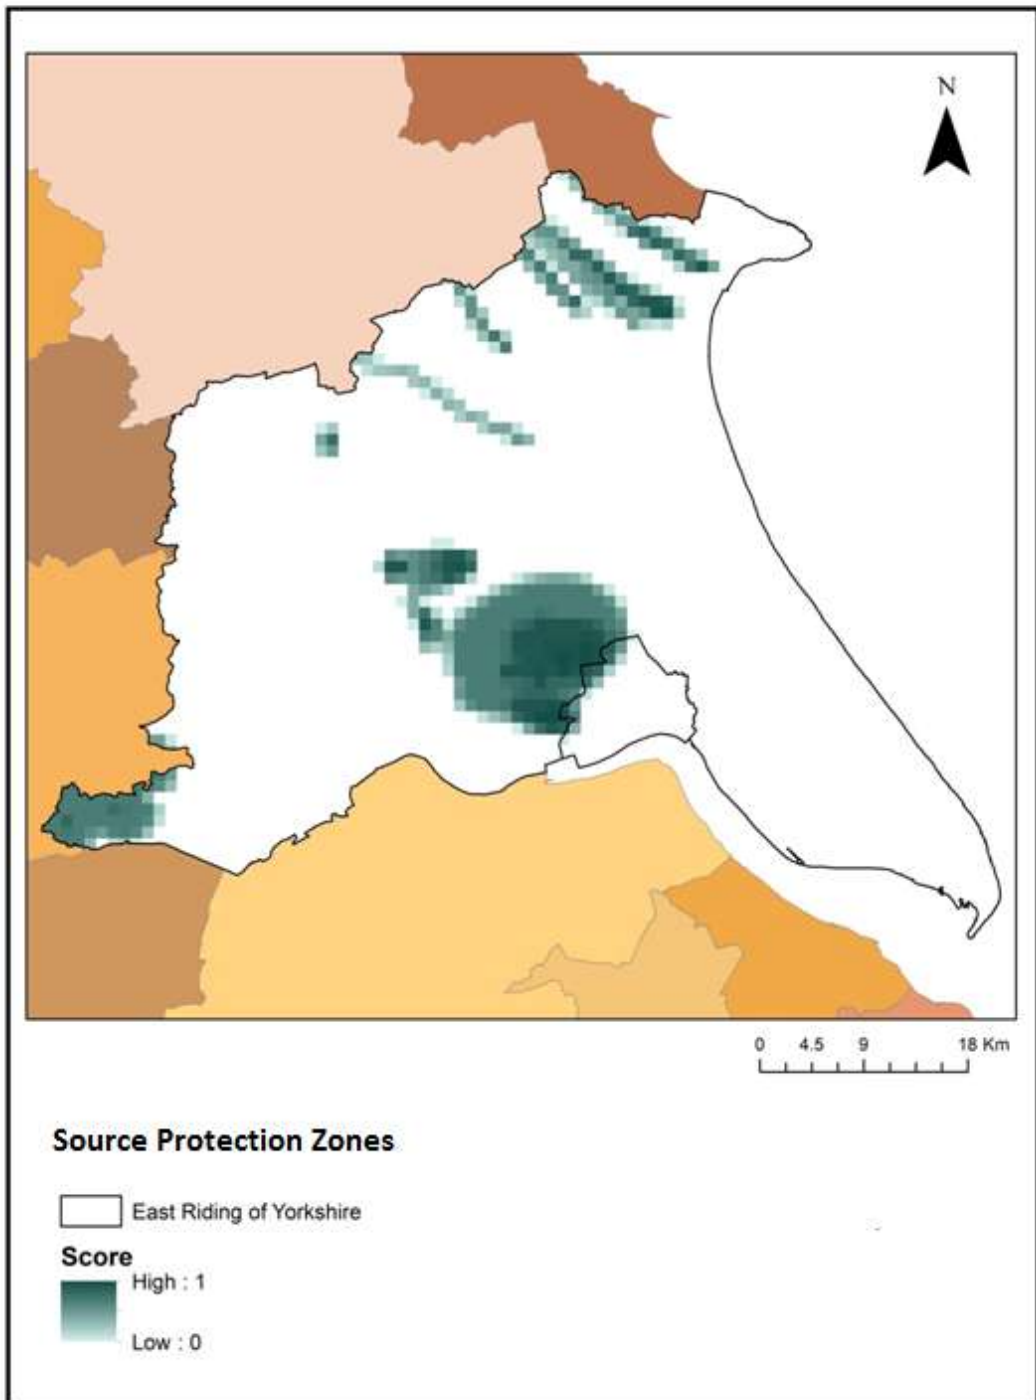 N
0 4.5 9 18 Km
Source Protection Zones
East Riding of Yorkshire
Score
High : 1
Low : 0